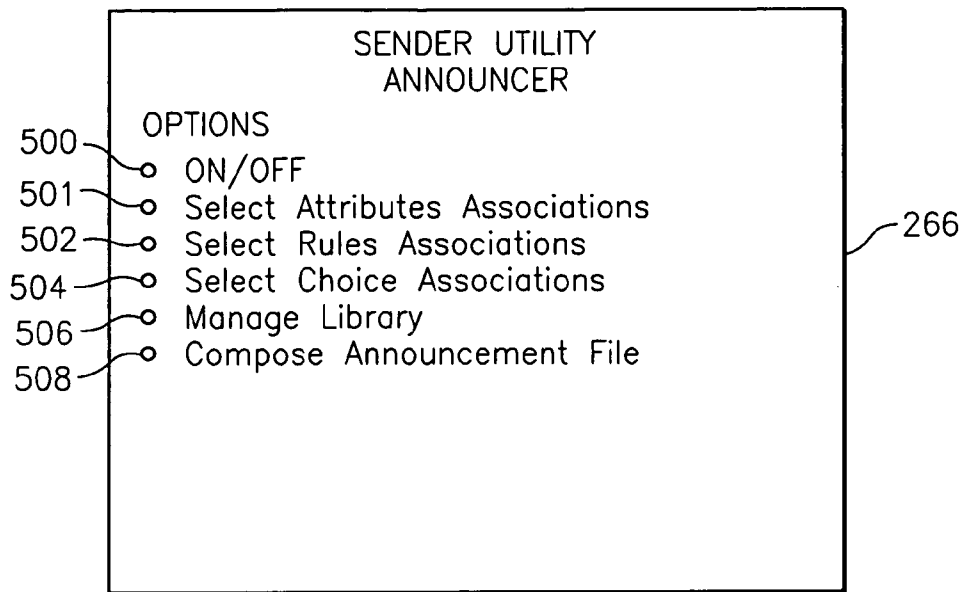 SENDER UTILITY
ANNOUNCER
OPTIONS
500 ON/OFF
501 Select Attributes Associations
502 Select Rules Associations
266
504 Select Choice Associations
506 Manage Library
508 Compose Announcement File